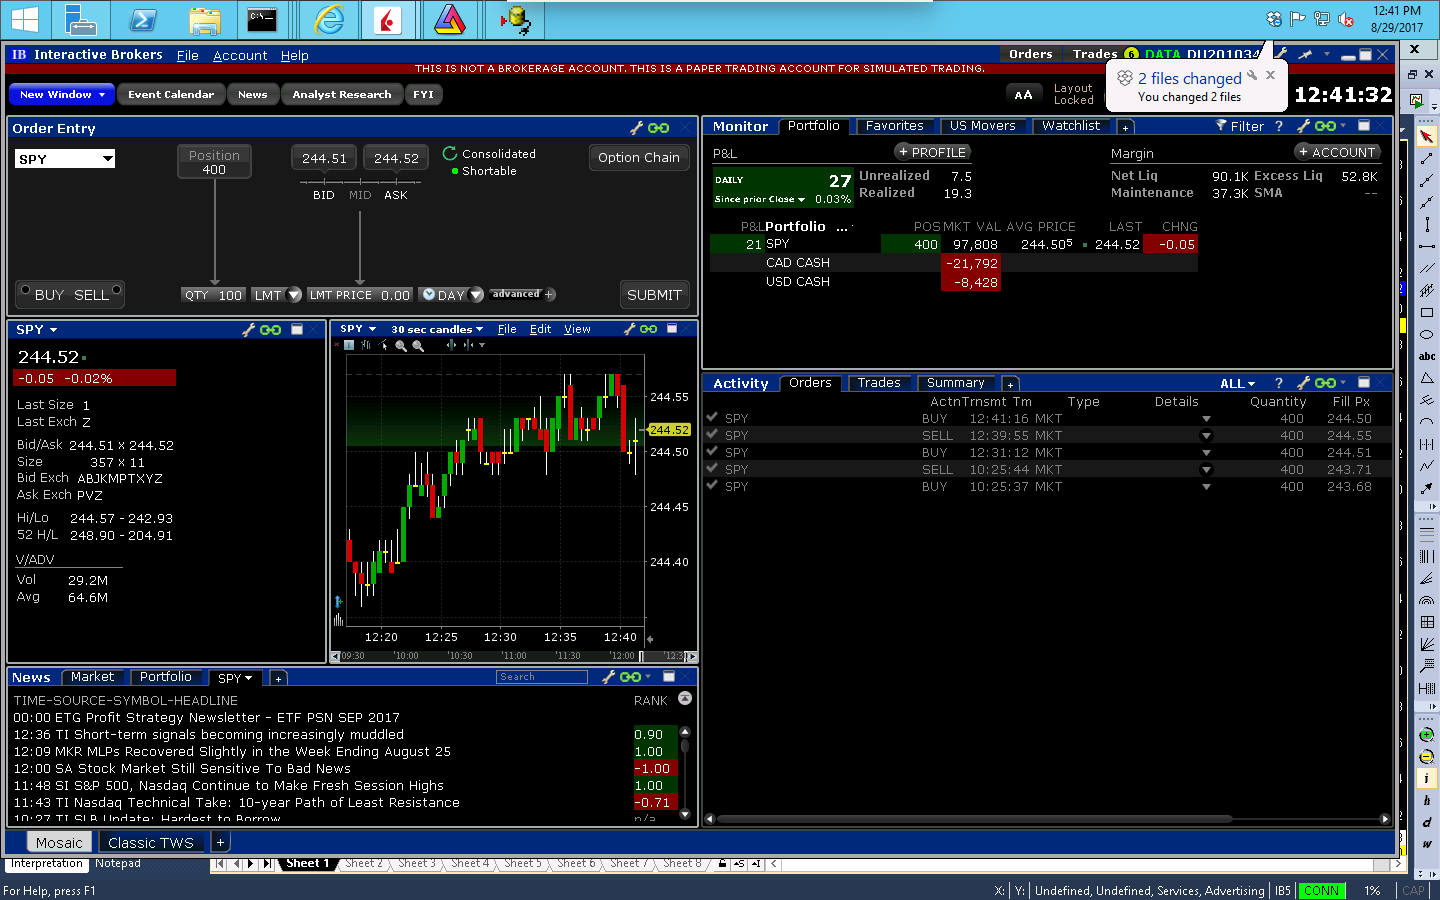 12:41 PM
8/29/2017
IB Interactive Brokers File Account Help
Orders Trades 6 DATA
THIS IS NOT A BROKERAGE ACCOUNT. THIS IS A PAPER TRADING ACCOUNT FOR SIMULATED TRADING.
2 files changed
You changed 2 files
New Window Event Calendar News Analyst Research FYI
AA Layout Locked 12:41:32
Order Entry
SPY
Position
400
244.51 244.52
BID MID ASK
Consolidated
Shortable
Option Chain
BUY SELL QTY 100 LMT LMT PRICE 0.00 DAY advanced + SUBMIT
Monitor Portfolio Favorites US Movers Watchlist + Filter ?
P&L + PROFILE Margin + ACCOUNT
DAILY 27
Since prior Close 0.03%
Unrealized 7.5
Realized 19.3
Net Liq 90.1K Excess Liq 52.8K
Maintenance 37.3K SMA --
P&L Portfolio ... POS MKT VAL AVG PRICE LAST CHNG
21 SPY 400 97,808 244.505 244.52 -0.05
CAD CASH -21,792
USD CASH -8,428
SPY
244.52
-0.05 -0.02%
Last Size 1
Last Exch Z
Bid/Ask 244.51 x 244.52
Size 357 x 11
Bid Exch ABJKMPTXYZ
Ask Exch PVZ
Hi/Lo 244.57 - 242.93
52 H/L 248.90 - 204.91
V/ADV
Vol 29.2M
Avg 64.6M
SPY 30 sec candles File Edit View
244.55
244.52
244.50
244.45
244.40
12:20 12:25 12:30 12:35 12:40
09:30 10:00 10:30 11:00 11:30 12:00
Activity Orders Trades Summary + ALL ?
Actn Trnsmt Tm Type Details Quantity Fill Px
SPY BUY 12:41:16 MKT 400 244.50
SPY SELL 12:39:55 MKT 400 244.55
SPY BUY 12:31:12 MKT 400 244.51
SPY SELL 10:25:44 MKT 400 243.71
SPY BUY 10:25:37 MKT 400 243.68
News Market Portfolio SPY + Search
TIME-SOURCE-SYMBOL-HEADLINE RANK
00:00 ETG Profit Strategy Newsletter - ETF PSN SEP 2017
12:36 TI Short-term signals becoming increasingly muddled 0.90
12:09 MKR MLPs Recovered Slightly in the Week Ending August 25 1.00
12:00 SA Stock Market Still Sensitive To Bad News -1.00
11:48 SI S&P 500, Nasdaq Continue to Make Fresh Session Highs 1.00
11:43 TI Nasdaq Technical Take: 10-year Path of Least Resistance -0.71
10:27 TI SLB Update: Hardest to Borrow n/a
Mosaic Classic TWS +
Interpretation Notepad Sheet 1 Sheet 2 Sheet 3 Sheet 4 Sheet 5 Sheet 6 Sheet 7 Sheet 8
For Help, press F1 X: Y: Undefined, Undefined, Services, Advertising IB5 CONN 1% CAP
abc
i
h
d
w